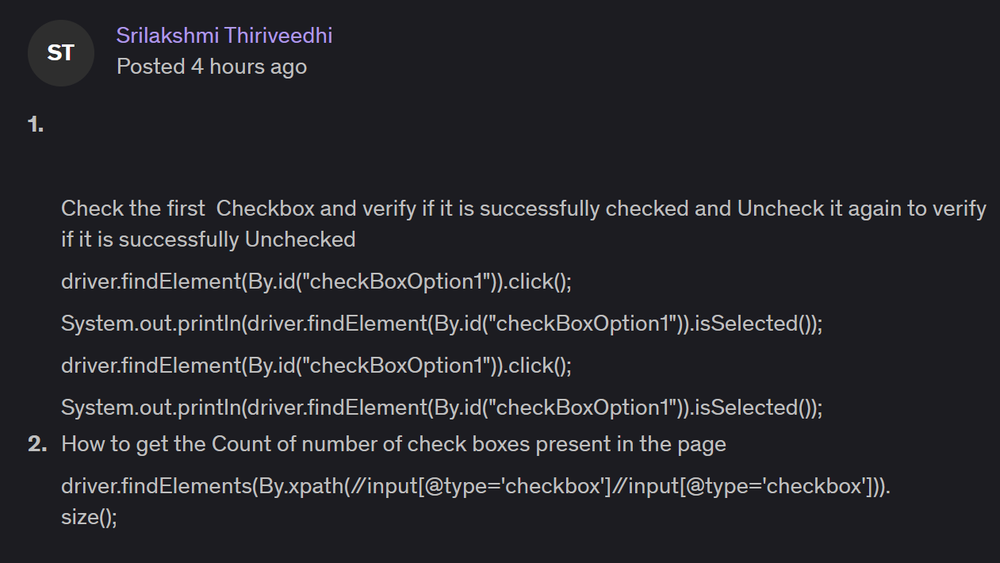 ST
Srilakshmi Thiriveedhi
Posted 4 hours ago
1.
Check the first  Checkbox and verify if it is successfully checked and Uncheck it again to verify
if it is successfully Unchecked
driver.findElement(By.id("checkBoxOption1")).click();
System.out.println(driver.findElement(By.id("checkBoxOption1")).isSelected());
driver.findElement(By.id("checkBoxOption1")).click();
System.out.println(driver.findElement(By.id("checkBoxOption1")).isSelected());
2. How to get the Count of number of check boxes present in the page
driver.findElements(By.xpath(//input[@type='checkbox']//input[@type='checkbox'])).
size();